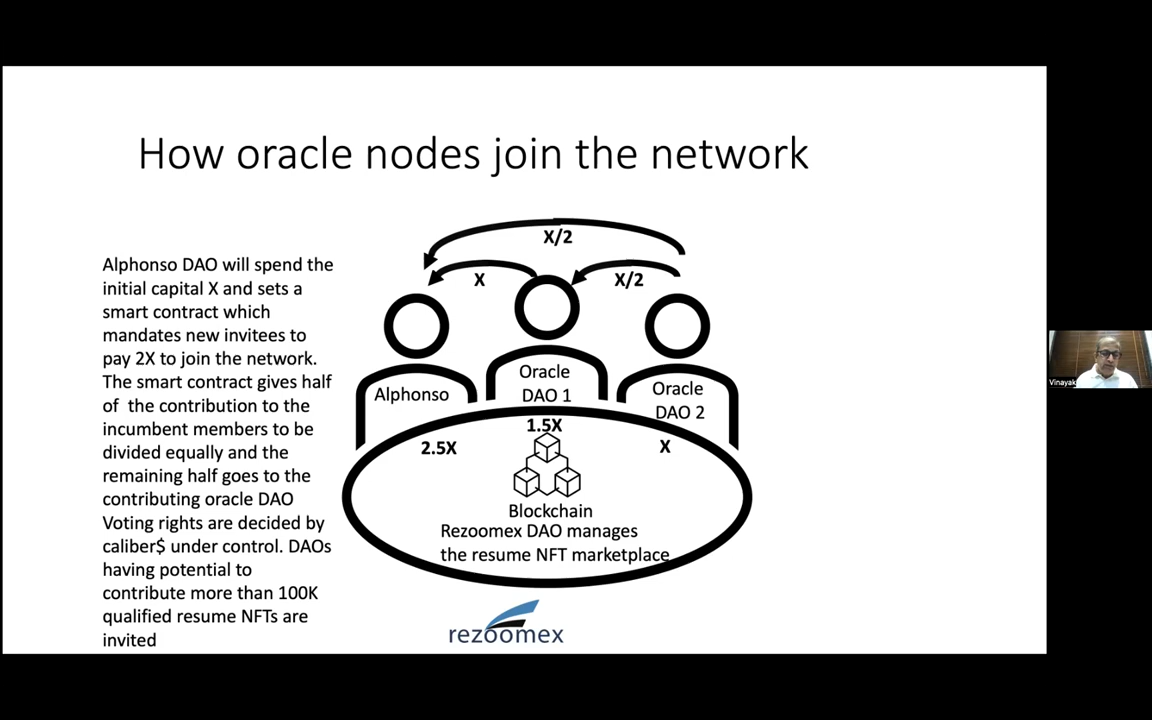 How oracle nodes join the network
Alphonso DAO will spend the
initial capital X and sets a
smart contract which
mandates new invitees to
pay 2X to join the network.
The smart contract gives half
of the contribution to the
incumbent members to be
divided equally and the
remaining half goes to the
contributing oracle DAO
Voting rights are decided by
caliber$ under control. DAOs
having potential to
contribute more than 100K
qualified resume NFTs are
invited
X/2
X
X/2
Alphonso
Oracle
DAO 1
Oracle
DAO 2
2.5X
1.5X
X
Blockchain
Rezoomex DAO manages
the resume NFT marketplace
rezoomex
Vinayak